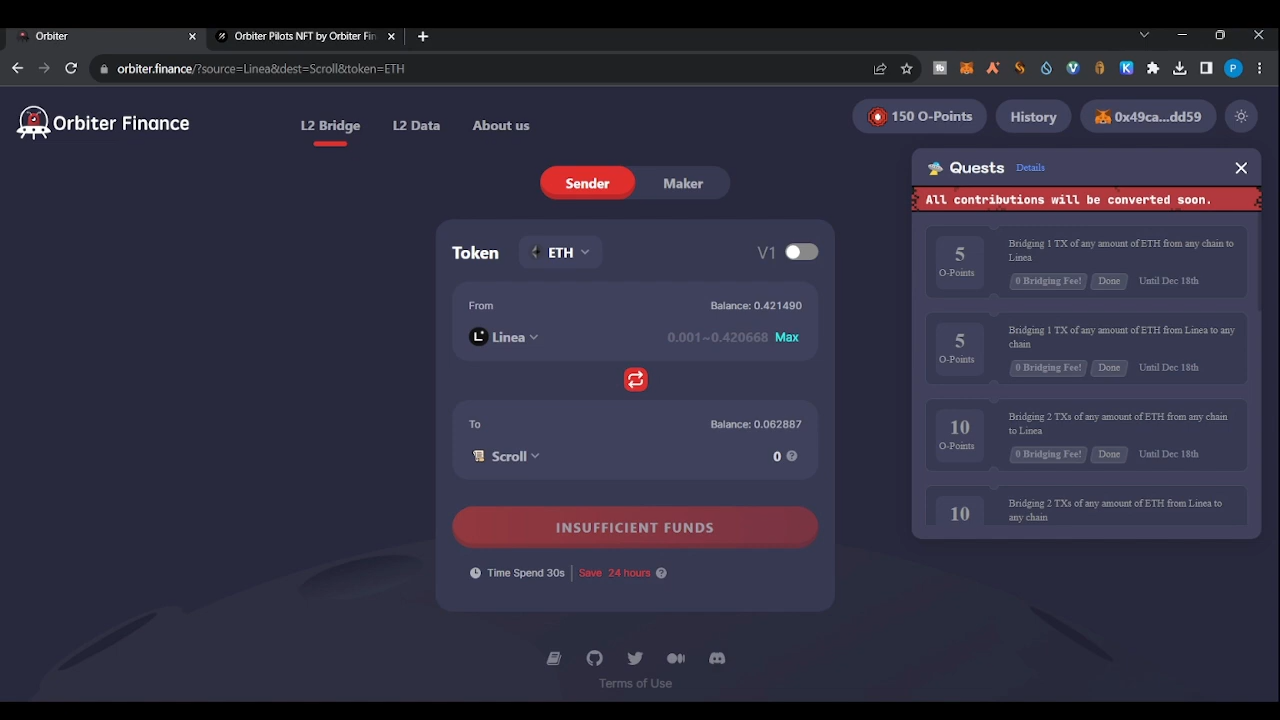 Orbiter
Orbiter Pilots NFT by Orbiter Fin
orbiter.finance/?source=Linea&dest=Scroll&token=ETH
Orbiter Finance
L2 Bridge
L2 Data
About us
150 O-Points
History
0x49ca...dd59
Sender
Maker
Token
ETH
V1
From
Balance: 0.421490
Linea
0.001~0.420668 Max
To
Balance: 0.062887
Scroll
0
INSUFFICIENT FUNDS
Time Spend 30s
Save 24 hours
Terms of Use
Quests
Details
All contributions will be converted soon.
5
O-Points
Bridging 1 TX of any amount of ETH from any chain to
Linea
0 Bridging Fee!
Done
Until Dec 18th
5
O-Points
Bridging 1 TX of any amount of ETH from Linea to any
chain
0 Bridging Fee!
Done
Until Dec 18th
10
O-Points
Bridging 2 TXs of any amount of ETH from any chain
to Linea
0 Bridging Fee!
Done
Until Dec 18th
10
Bridging 2 TXs of any amount of ETH from Linea to
any chain